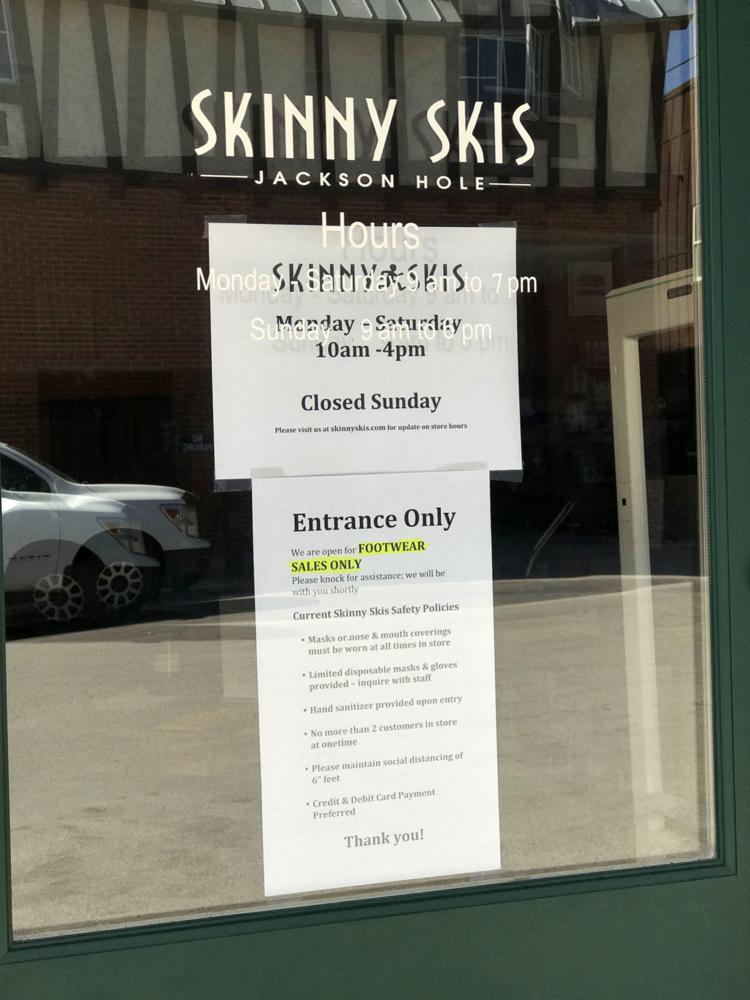 SKINNY SKIS
JACKSON HOLE
Hours
Monday - Saturday 9 am to 7 pm
Sunday - 9 am to 6 pm
SKINNY SKIS
Monday - Saturday
10am -4pm
Closed Sunday
Please visit us at skinnyskis.com for update on store hours
Entrance Only
We are open for FOOTWEAR
SALES ONLY
Please knock for assistance; we will be
with you shortly
Current Skinny Skis Safety Policies
• Masks or nose & mouth coverings
must be worn at all times in store
• Limited disposable masks & gloves
provided – inquire with staff
• Hand sanitizer provided upon entry
• No more than 2 customers in store
at onetime
• Please maintain social distancing of
6” feet
• Credit & Debit Card Payment
Preferred
Thank you!